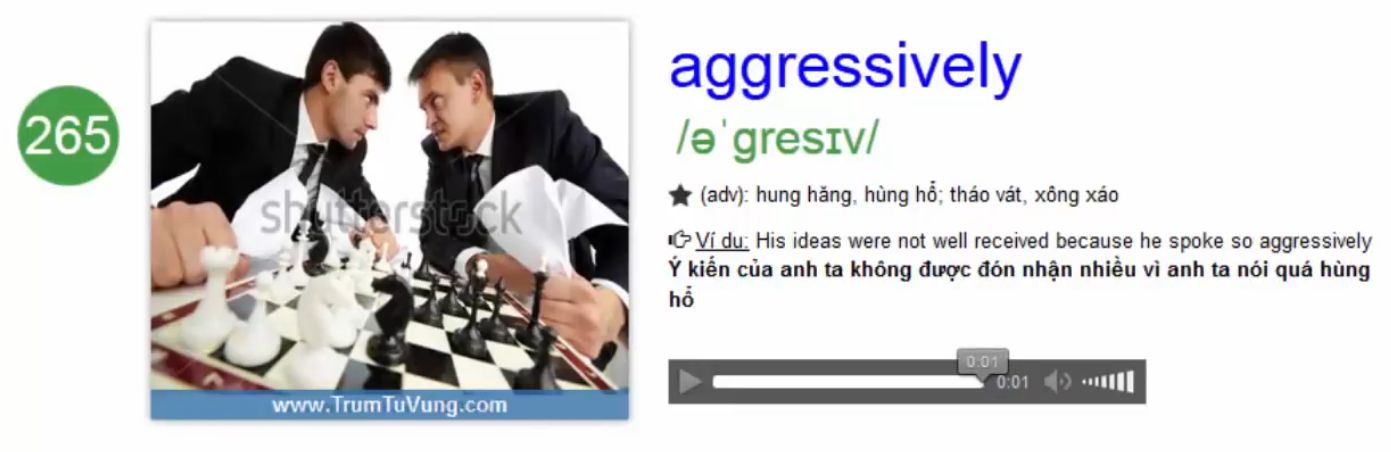 265
aggressively
/əˈgresɪv/
(adv): hung hăng, hùng hổ; tháo vát, xông xáo
Ví du: His ideas were not well received because he spoke so aggressively
Ý kiến của anh ta không được đón nhận nhiều vì anh ta nói quá hùng
hổ
shutterstock
www.TrumTuVung.com
0:01
0:01